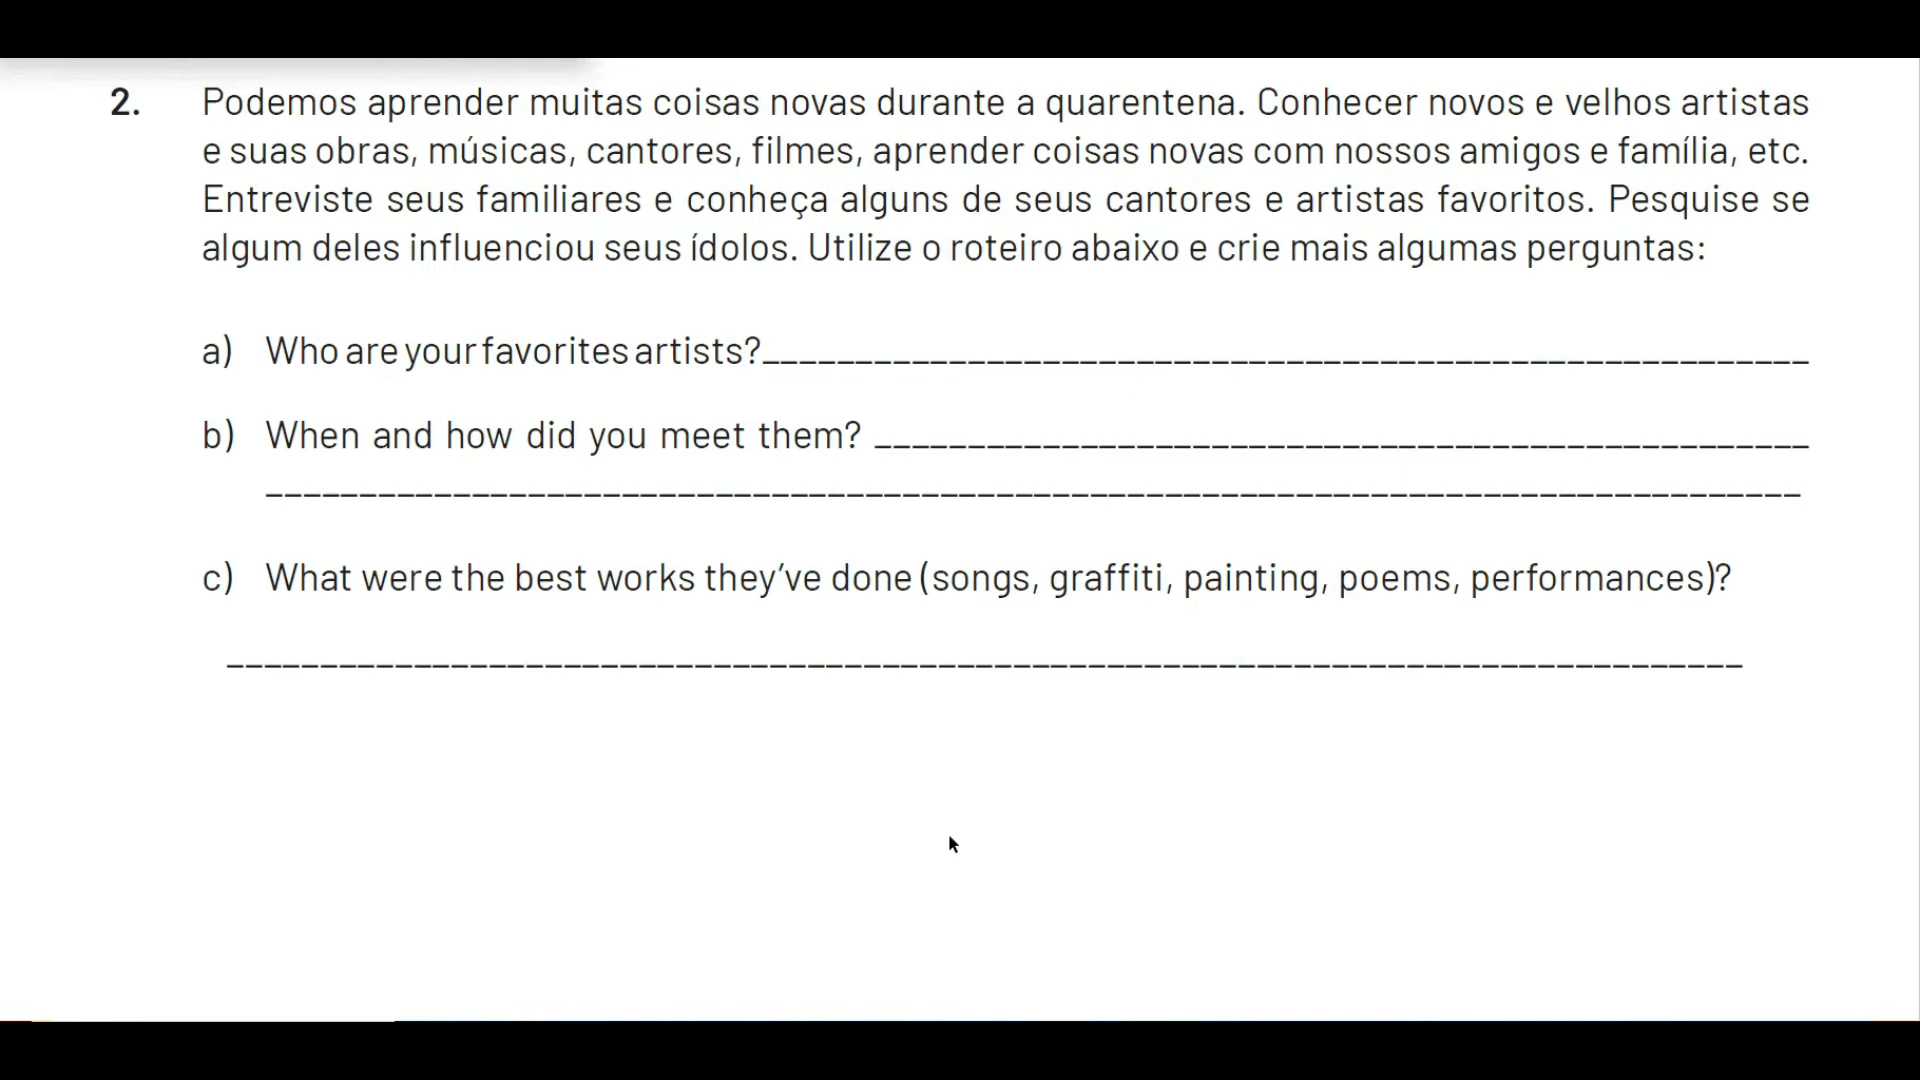 2. Podemos aprender muitas coisas novas durante a quarentena. Conhecer novos e velhos artistas
e suas obras, músicas, cantores, filmes, aprender coisas novas com nossos amigos e família, etc.
Entreviste seus familiares e conheça alguns de seus cantores e artistas favoritos. Pesquise se
algum deles influenciou seus ídolos. Utilize o roteiro abaixo e crie mais algumas perguntas:
a) Who are your favorites artists?
b) When and how did you meet them?
c) What were the best works they’ve done (songs, graffiti, painting, poems, performances)?